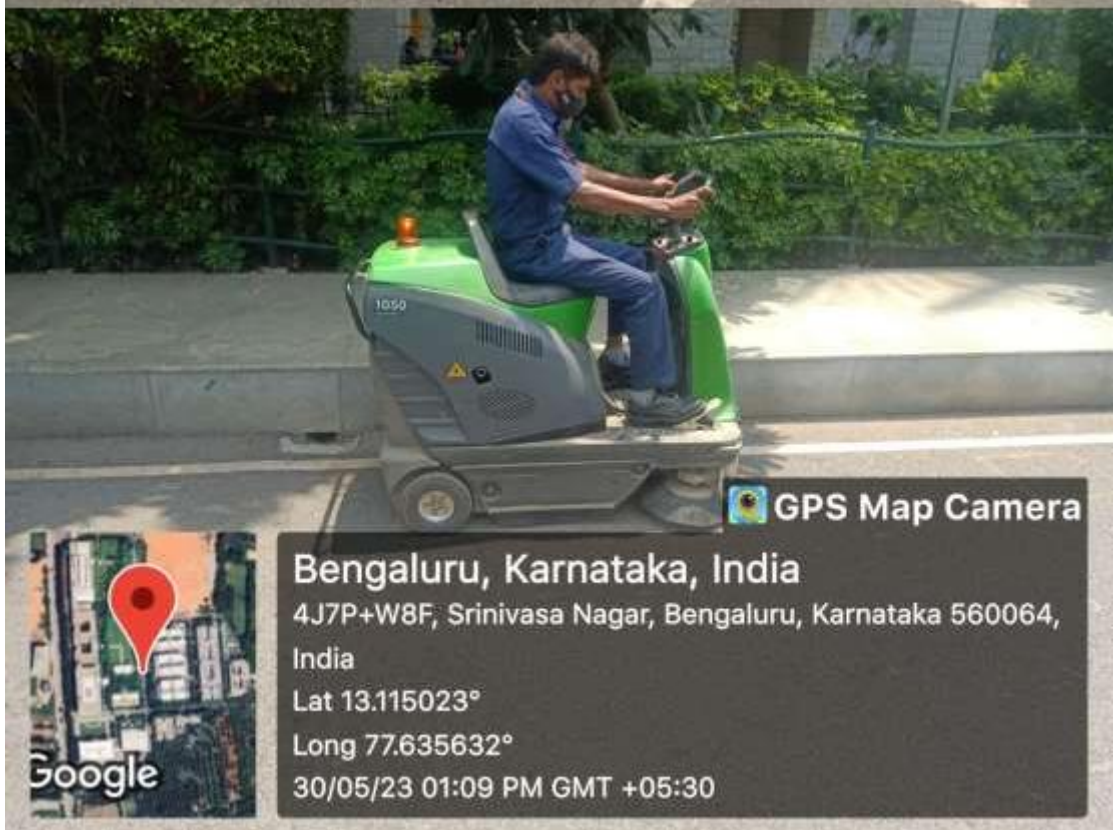 1050
GPS Map Camera
Bengaluru, Karnataka, India
4J7P+W8F, Srinivasa Nagar, Bengaluru, Karnataka 560064,
India
Lat 13.115023°
Long 77.635632°
30/05/23 01:09 PM GMT +05:30
Google